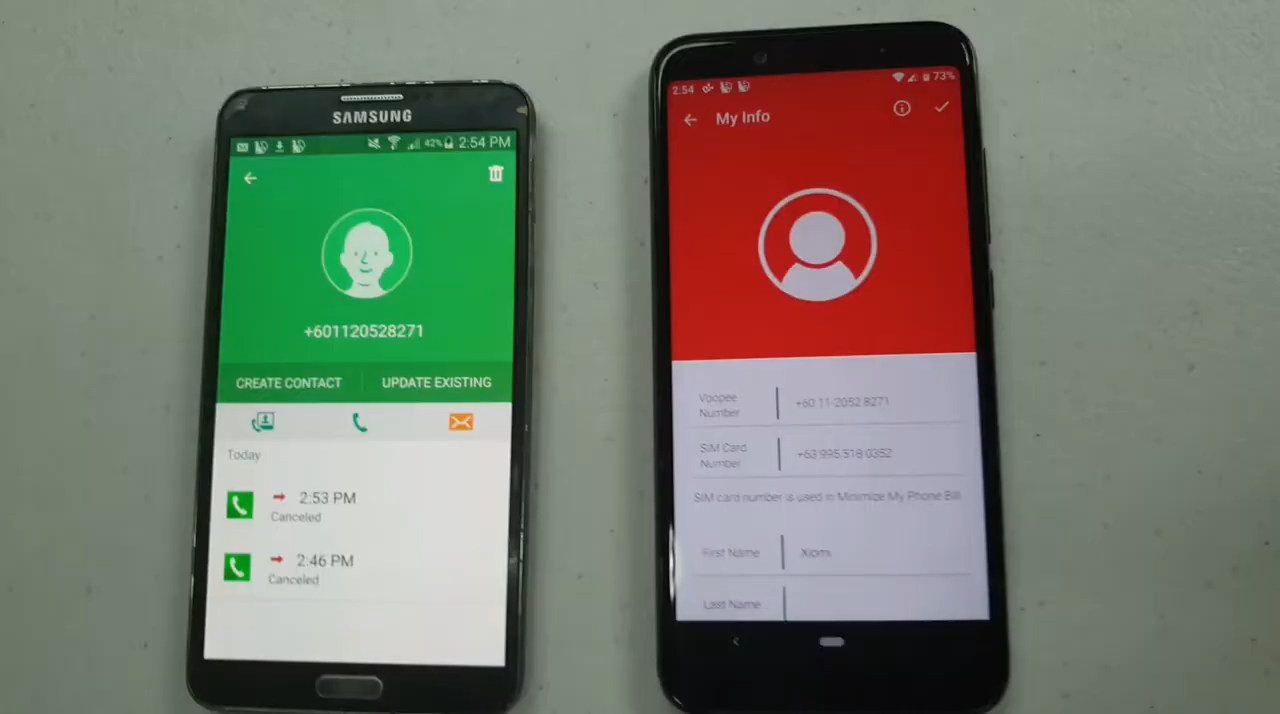 SAMSUNG
42% 2:54 PM
+601120528271
CREATE CONTACT UPDATE EXISTING
Today
2:53 PM
Canceled
2:46 PM
Canceled
2:54 73%
My Info
Voopee
Number
+60 11-2052 8271
SIM Card
Number
+63 995 518 0352
SIM card number is used in Minimize My Phone Bill
First Name Xiomi
Last Name